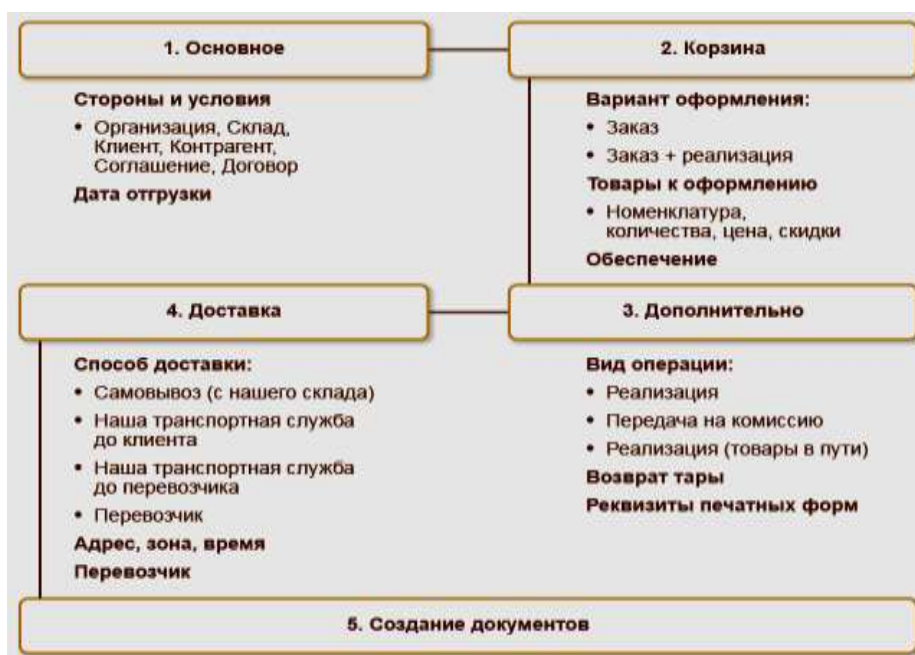 1. Основное
Стороны и условия
• Организация, Склад,
Клиент, Контрагент,
Соглашение, Договор
Дата отгрузки
2. Корзина
Вариант оформления:
• Заказ
• Заказ + реализация
Товары к оформлению
• Номенклатура,
количества, цена, скидки
Обеспечение
3. Дополнительно
Вид операции:
• Реализация
• Передача на комиссию
• Реализация (товары в пути)
Возврат тары
Реквизиты печатных форм
4. Доставка
Способ доставки:
• Самовывоз (с нашего склада)
• Наша транспортная служба
до клиента
• Наша транспортная служба
до перевозчика
• Перевозчик
Адрес, зона, время
Перевозчик
5. Создание документов